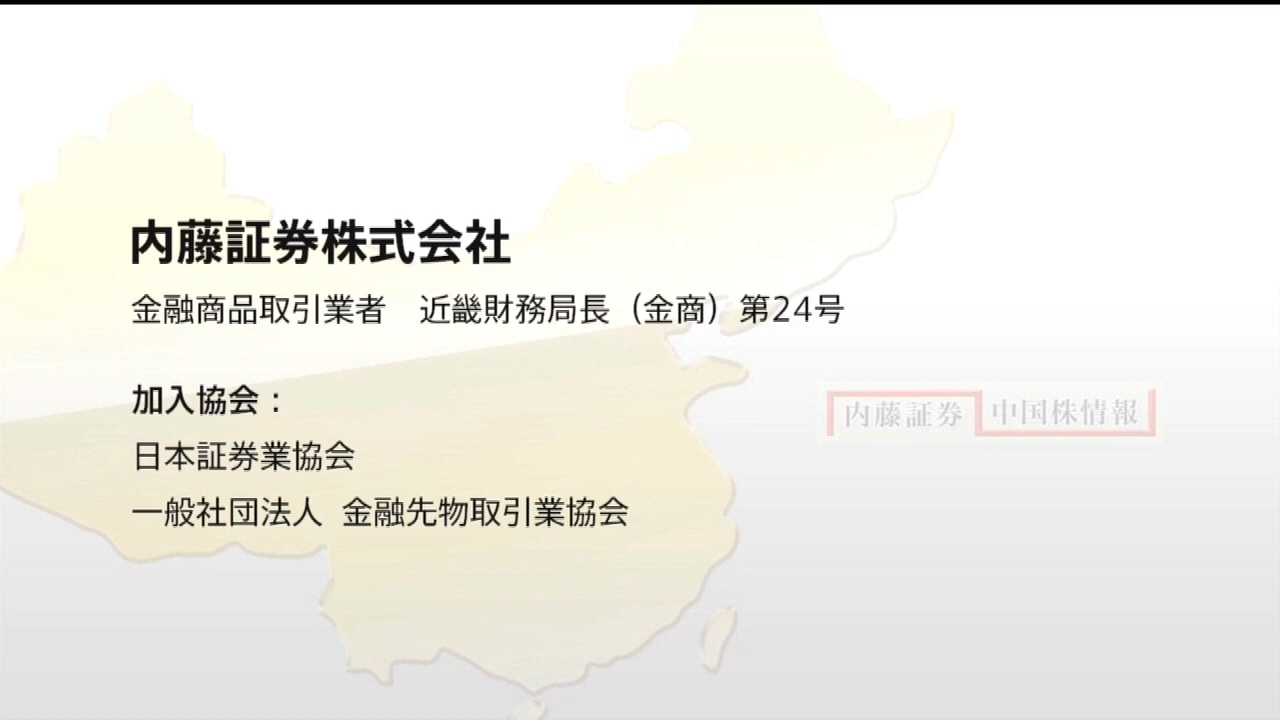 内藤証券株式会社
金融商品取引業者　近畿財務局長（金商）第24号
加入協会：
日本証券業協会
一般社団法人 金融先物取引業協会
内藤証券 中国株情報